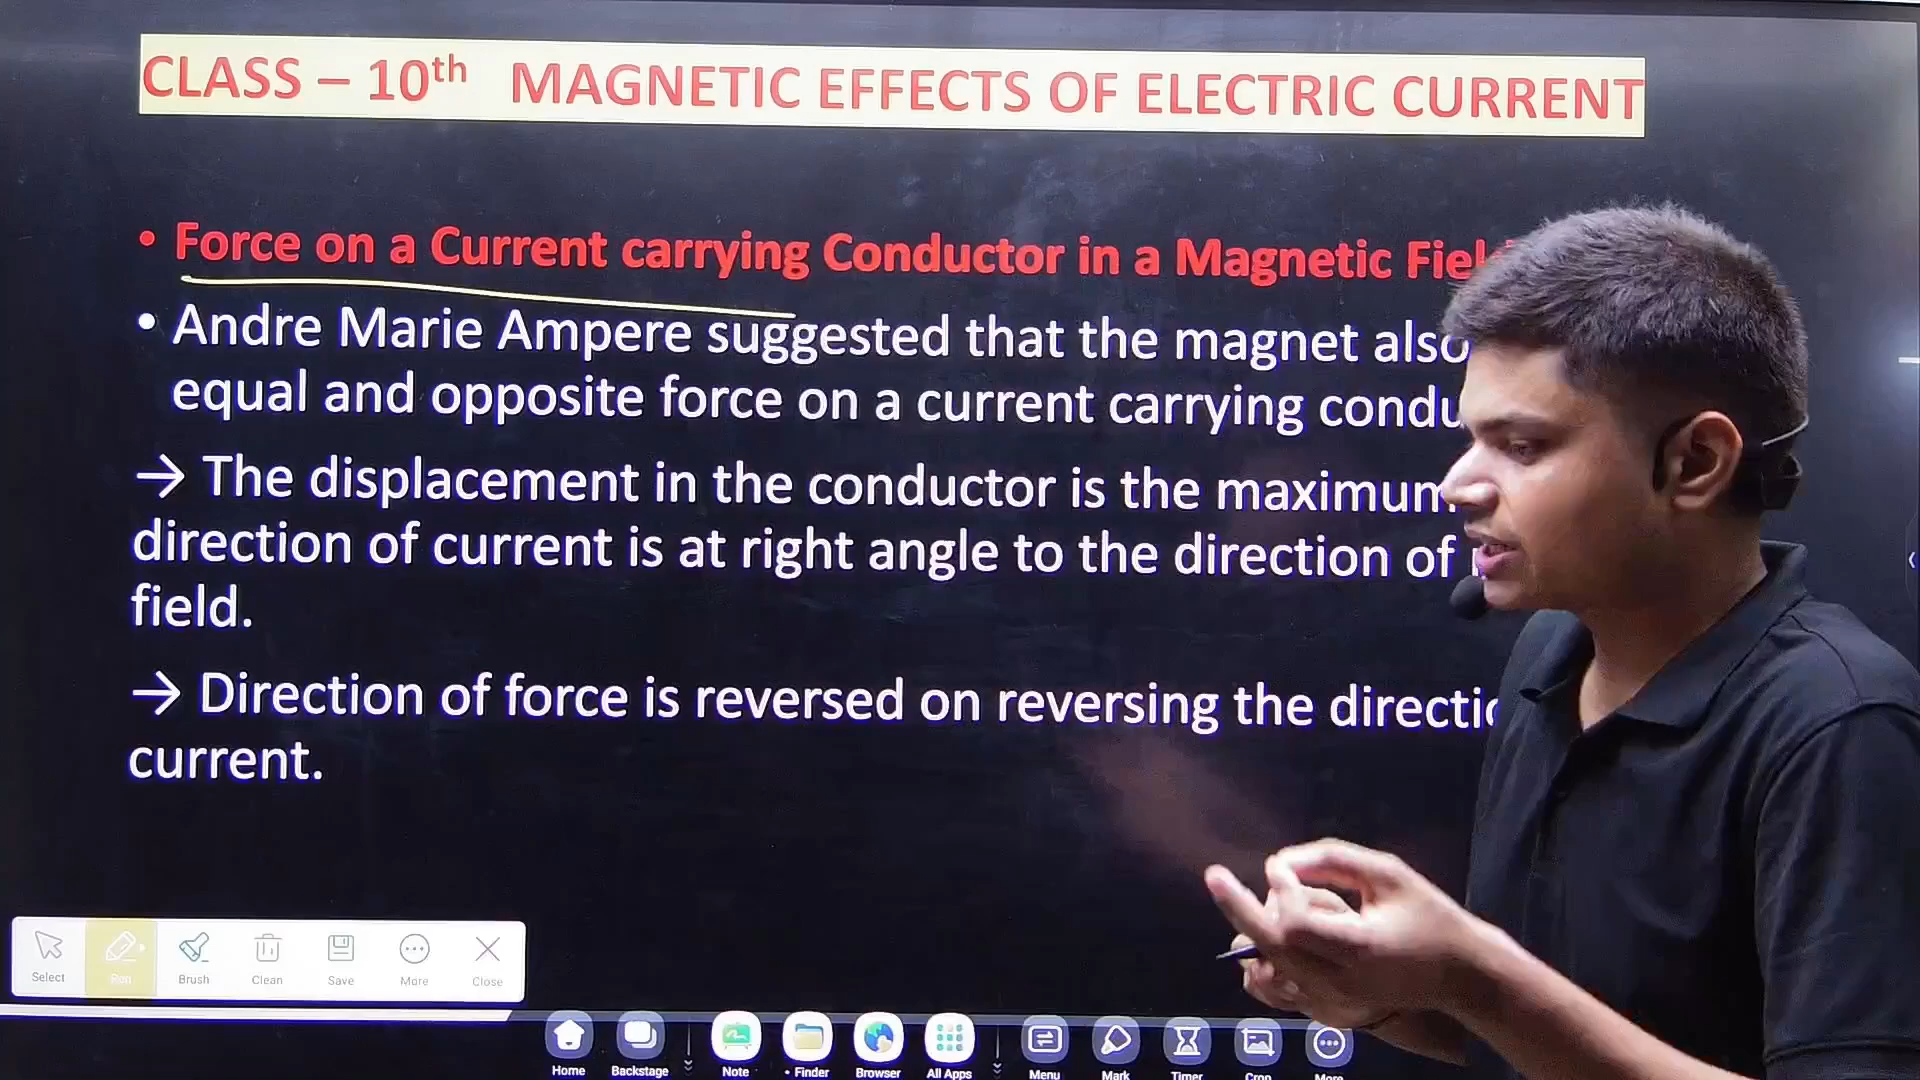 CLASS – 10th MAGNETIC EFFECTS OF ELECTRIC CURRENT
• Force on a Current carrying Conductor in a Magnetic
• Andre Marie Ampere suggested that the magnet also
equal and opposite force on a current carrying
→ The displacement in the conductor is the maximum
direction of current is at right angle to the direction of
field.
→ Direction of force is reversed on reversing the
current.
Select Pen Brush Clean Save More Close
Home Backstage Note • Finder Browser All Apps Menu Mark Timer Crop More